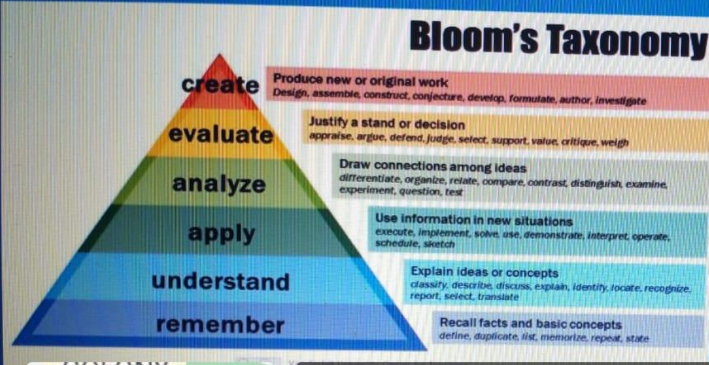 Bloom's Taxonomy
create
Produce new or original work
Design, assemble, construct, conjecture, develop, formulate, author, investigate
evaluate
Justify a stand or decision
appraise, argue, defend, judge, select, support, value, critique, weigh
analyze
Draw connections among ideas
differentiate, organize, relate, compare, contrast, distinguish, examine,
experiment, question, test
apply
Use information in new situations
execute, implement, solve, use, demonstrate, interpret, operate,
schedule, sketch
understand
Explain ideas or concepts
classify, describe, discuss, explain, identify, locate, recognize,
report, select, translate
remember
Recall facts and basic concepts
define, duplicate, list, memorize, repeat, state